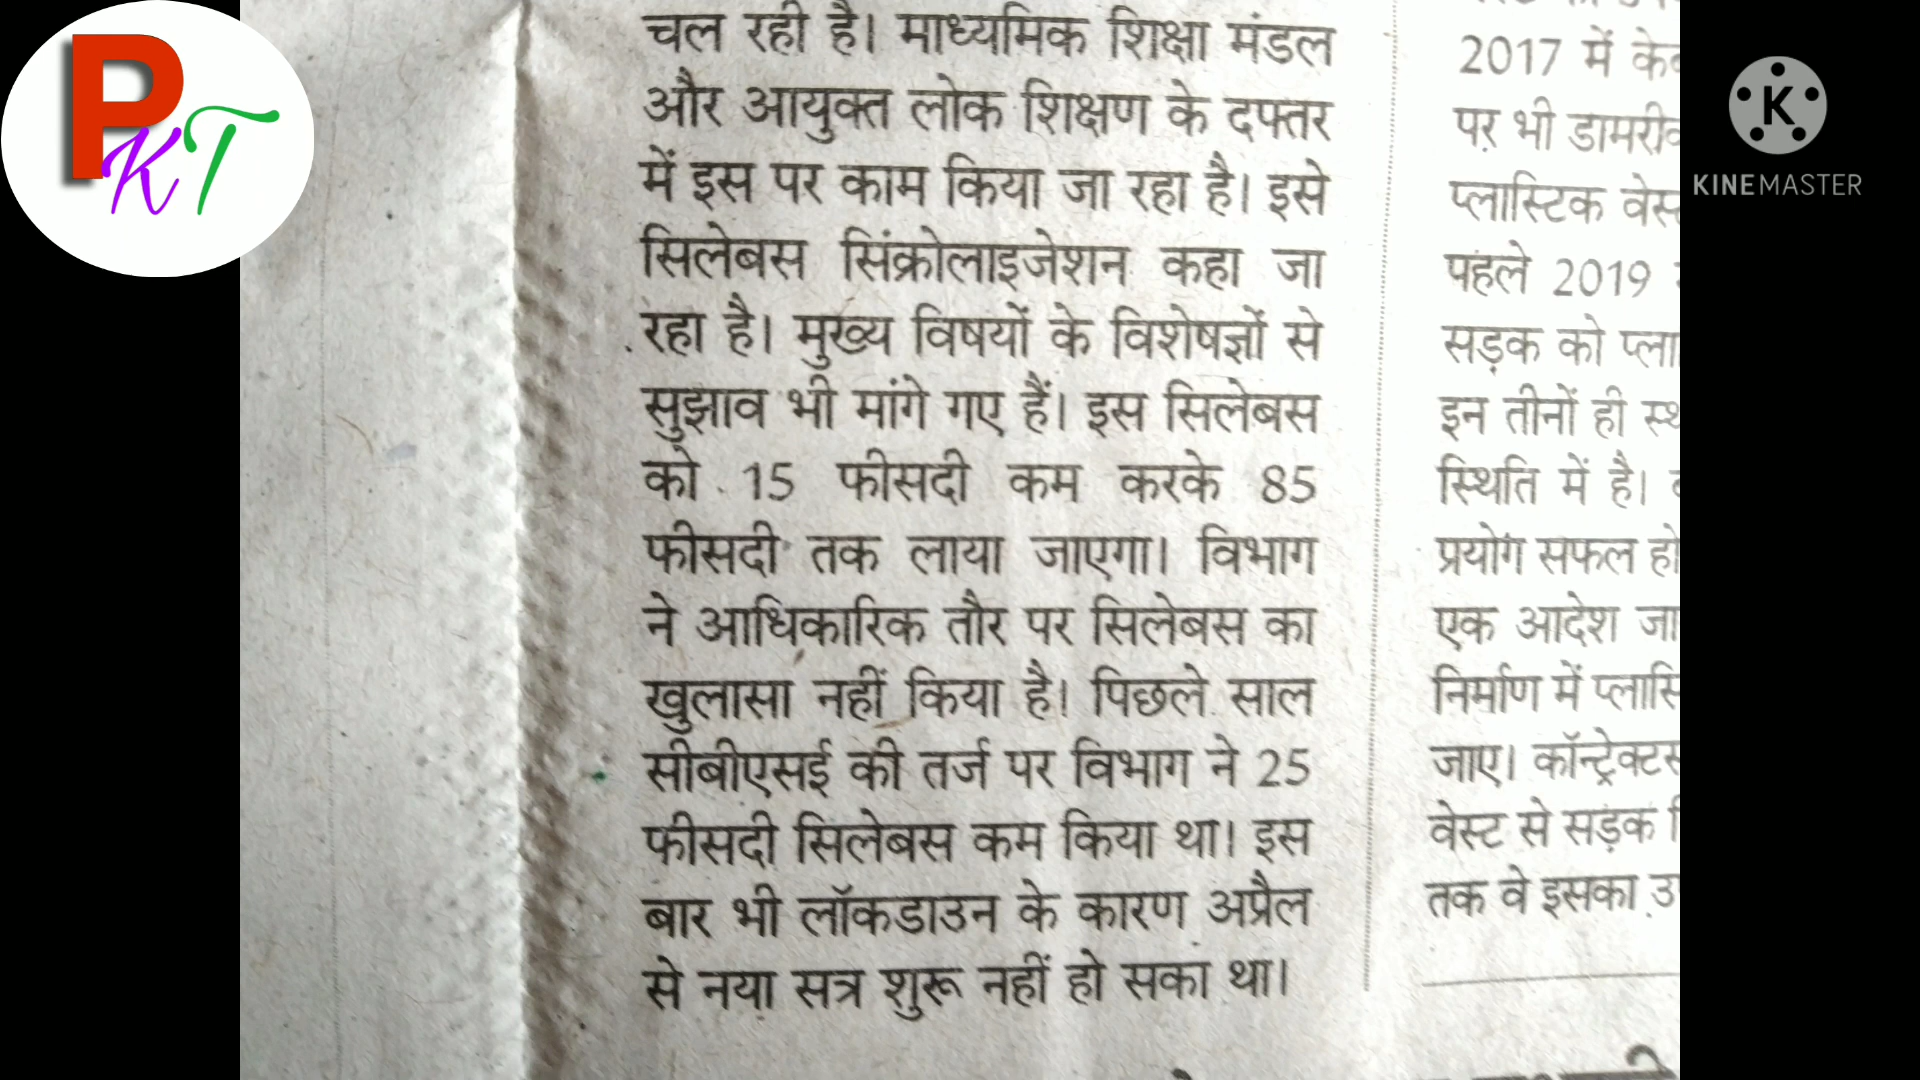 PKT
चल रही है। माध्यमिक शिक्षा मंडल
और आयुक्त लोक शिक्षण के दफ्तर
में इस पर काम किया जा रहा है। इसे
सिलेबस सिंक्रोलाइजेशन कहा जा
रहा है। मुख्य विषयों के विशेषज्ञों से
सुझाव भी मांगे गए हैं। इस सिलेबस
को 15 फीसदी कम करके 85
फीसदी तक लाया जाएगा। विभाग
ने आधिकारिक तौर पर सिलेबस का
खुलासा नहीं किया है। पिछले साल
सीबीएसई की तर्ज पर विभाग ने 25
फीसदी सिलेबस कम किया था। इस
बार भी लॉकडाउन के कारण अप्रैल
से नया सत्र शुरू नहीं हो सका था।
2017 में
पर भी
प्लास्टिक
पहले 2019
सड़क को
इन तीनों ही
स्थिति में है।
प्रयोग सफल हो
एक आदेश
निर्माण में
जाए।
वेस्ट से सड़क
तक वे इसका
K
KINEMASTER